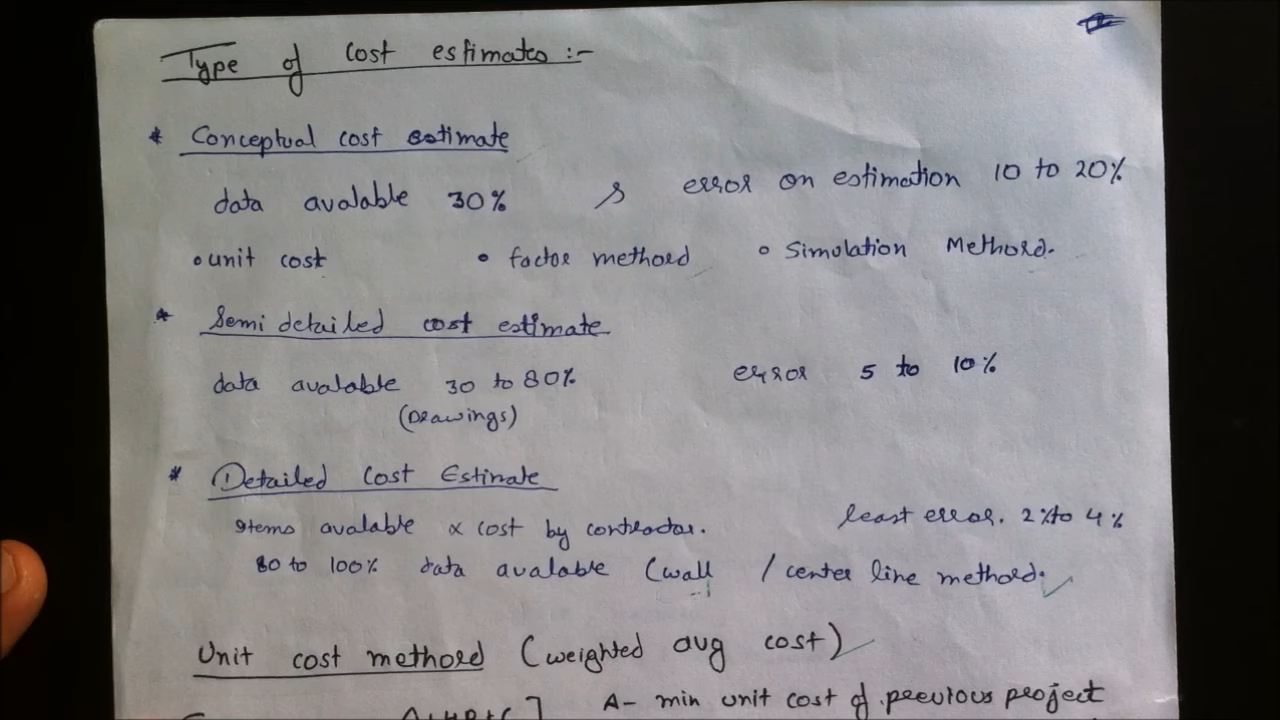 Type of cost estimates :-
* Conceptual cost estimate
data avalable 30% , error on estimation 10 to 20%
• unit cost • factor methord • Simulation Methord.
* Semi detailed cost estimate
data avalable 30 to 80% error 5 to 10%
(Drawings)
* Detailed Cost Estimate
Items avalable × cost by contractor. least error. 2% to 4%
80 to 100% data avalable (wall / center line methord.
Unit cost methord (weighted avg cost)
A- min unit cost of previous project